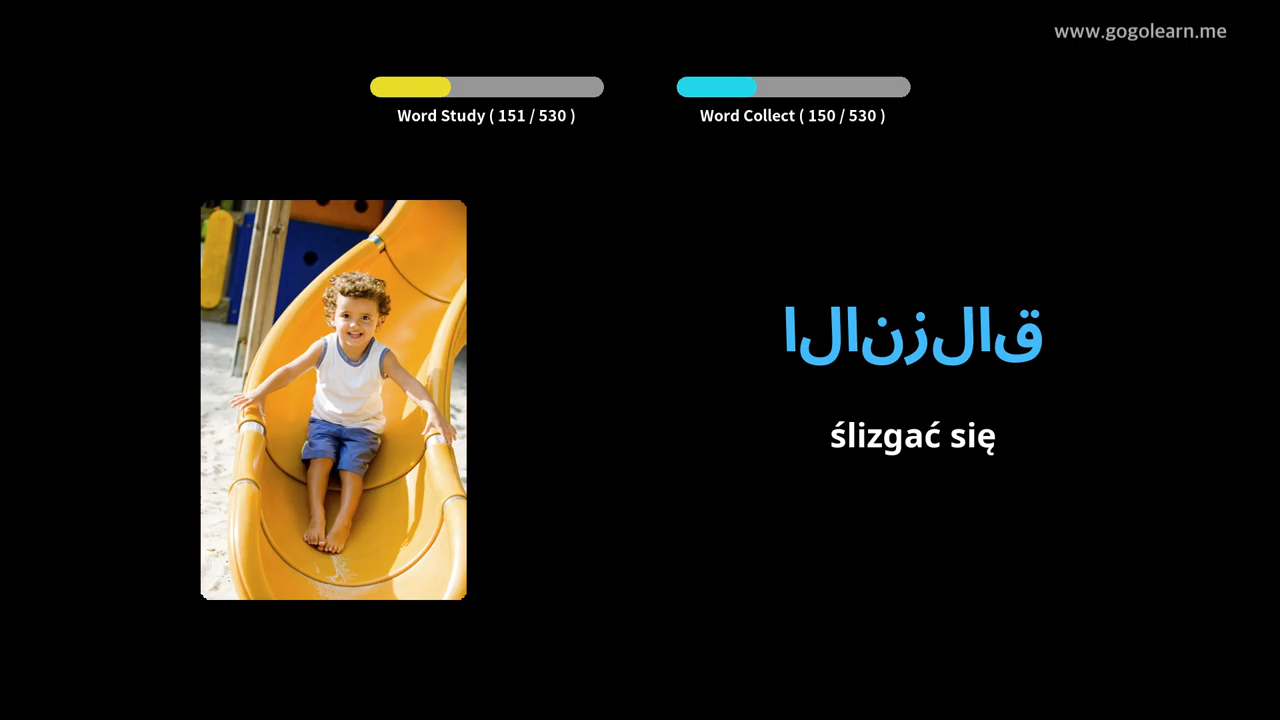 www.gogolearn.me
Word Study ( 151 / 530 )
Word Collect ( 150 / 530 )
الانزلاق
ślizgać się